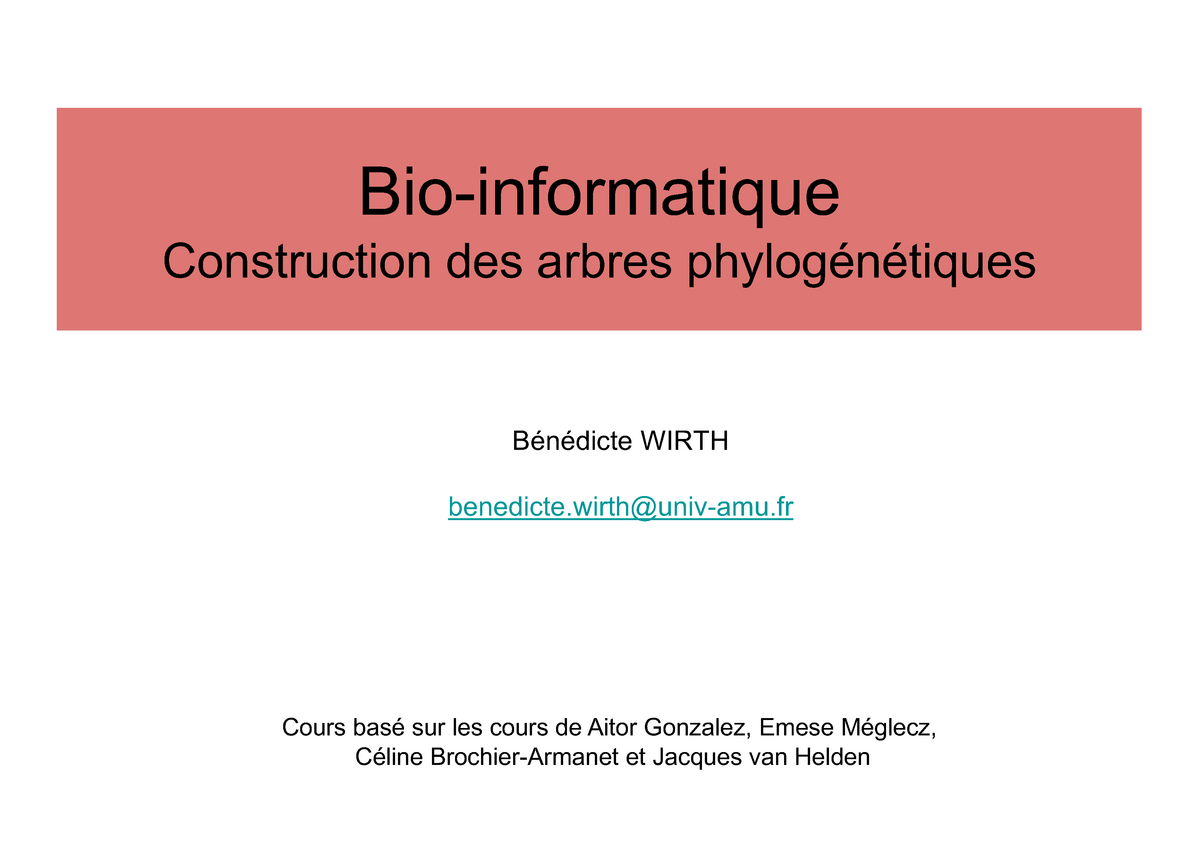 Bio-informatique
Construction des arbres phylogénétiques
Bénédicte WIRTH
benedicte.wirth@univ-amu.fr
Cours basé sur les cours de Aitor Gonzalez, Emese Méglecz,
Céline Brochier-Armanet et Jacques van Helden